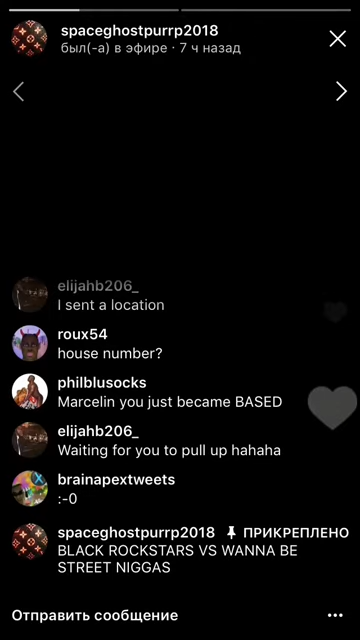 spaceghostpurrp2018
был(-а) в эфире · 7 ч назад
elijahb206_
I sent a location
roux54
house number?
philblusocks
Marcelin you just became BASED
elijahb206_
Waiting for you to pull up hahaha
brainapextweets
:-0
spaceghostpurrp2018 ПРИКРЕПЛЕНО
BLACK ROCKSTARS VS WANNA BE
STREET NIGGAS
Отправить сообщение